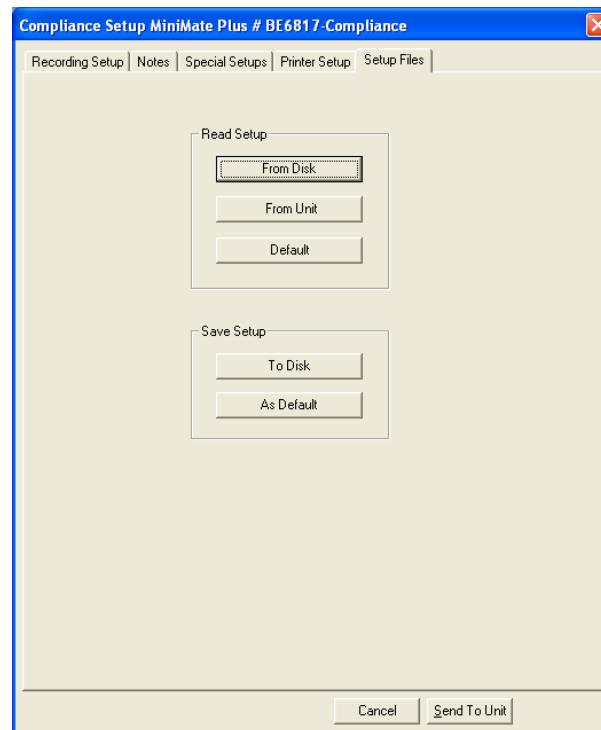 Compliance Setup MiniMate Plus # BE6817-Compliance
Recording Setup Notes Special Setups Printer Setup Setup Files
Read Setup
From Disk
From Unit
Default
Save Setup
To Disk
As Default
Cancel Send To Unit